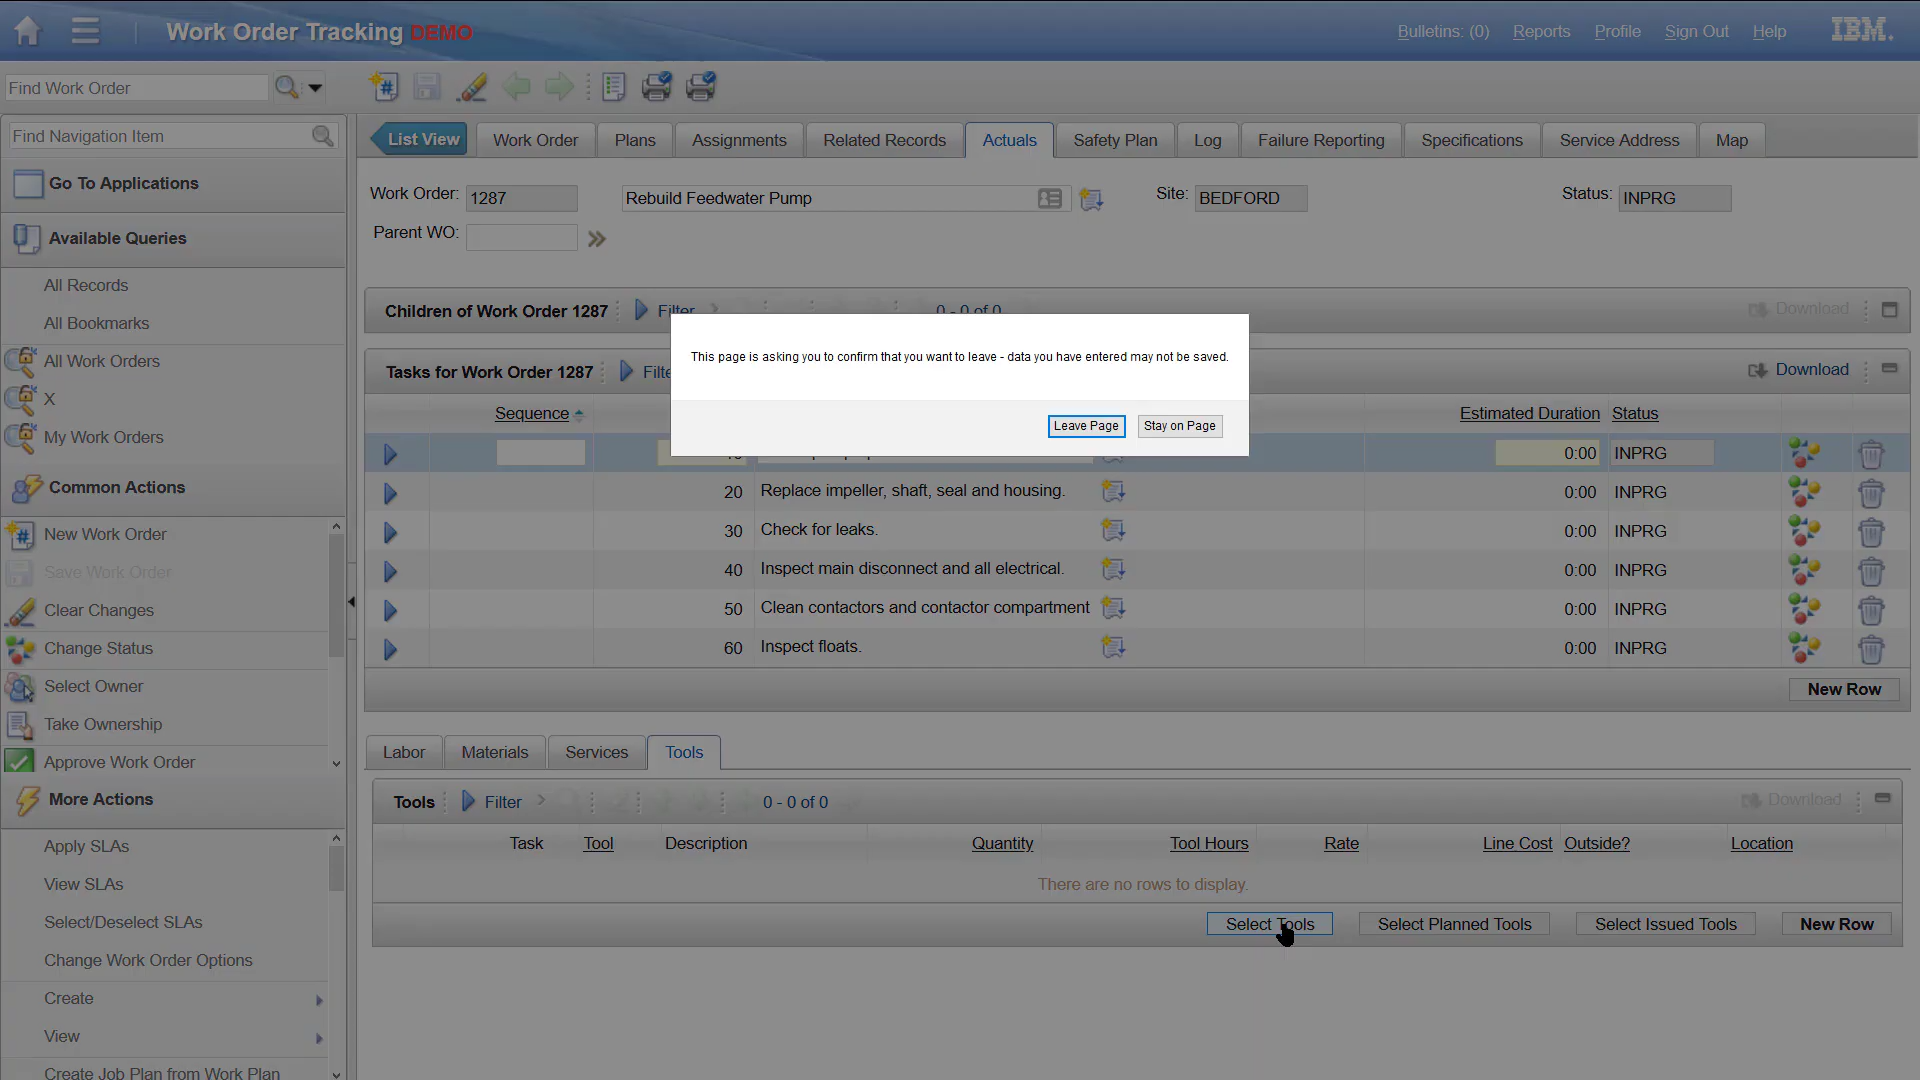 Work Order Tracking DEMO
Bulletins: (0) Reports Profile Sign Out Help IBM.
Find Work Order
Find Navigation Item
List View Work Order Plans Assignments Related Records Actuals Safety Plan Log Failure Reporting Specifications Service Address Map
Go To Applications
Work Order: 1287 Rebuild Feedwater Pump Site: BEDFORD Status: INPRG
Parent WO:
Available Queries
All Records
All Bookmarks
All Work Orders
X
My Work Orders
Common Actions
New Work Order
Save Work Order
Clear Changes
Change Status
Select Owner
Take Ownership
Approve Work Order
More Actions
Apply SLAs
View SLAs
Select/Deselect SLAs
Change Work Order Options
Create
View
Create Job Plan from Work Plan
Children of Work Order 1287 Filter 0 - 0 of 0 Download
This page is asking you to confirm that you want to leave - data you have entered may not be saved.
Leave Page Stay on Page
Tasks for Work Order 1287 Download
Sequence Estimated Duration Status
0:00 INPRG
20 Replace impeller, shaft, seal and housing. 0:00 INPRG
30 Check for leaks. 0:00 INPRG
40 Inspect main disconnect and all electrical. 0:00 INPRG
50 Clean contactors and contactor compartment 0:00 INPRG
60 Inspect floats. 0:00 INPRG
New Row
Labor Materials Services Tools
Tools Filter 0 - 0 of 0 Download
Task Tool Description Quantity Tool Hours Rate Line Cost Outside? Location
There are no rows to display.
Select Tools Select Planned Tools Select Issued Tools New Row